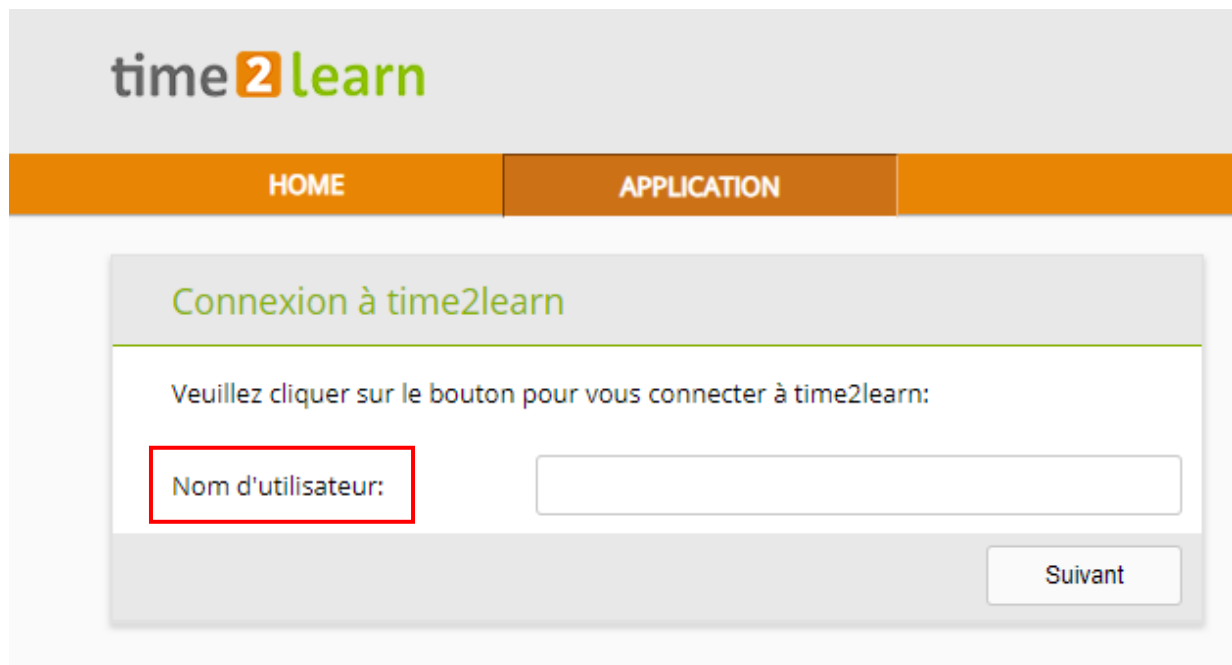 time2learn
HOME APPLICATION
Connexion à time2learn
Veuillez cliquer sur le bouton pour vous connecter à time2learn:
Nom d'utilisateur:
Suivant